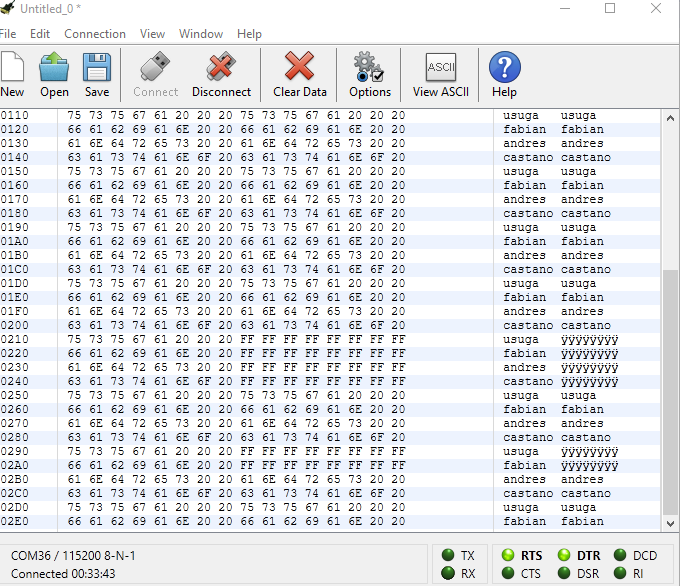 Untitled_0 *
File Edit Connection View Window Help
New Open Save Connect Disconnect Clear Data Options View ASCII Help
ASCII
0110 75 73 75 67 61 20 20 20 75 73 75 67 61 20 20 20 usuga usuga
0120 66 61 62 69 61 6E 20 20 66 61 62 69 61 6E 20 20 fabian fabian
0130 61 6E 64 72 65 73 20 20 61 6E 64 72 65 73 20 20 andres andres
0140 63 61 73 74 61 6E 6F 20 63 61 73 74 61 6E 6F 20 castano castano
0150 75 73 75 67 61 20 20 20 75 73 75 67 61 20 20 20 usuga usuga
0160 66 61 62 69 61 6E 20 20 66 61 62 69 61 6E 20 20 fabian fabian
0170 61 6E 64 72 65 73 20 20 61 6E 64 72 65 73 20 20 andres andres
0180 63 61 73 74 61 6E 6F 20 63 61 73 74 61 6E 6F 20 castano castano
0190 75 73 75 67 61 20 20 20 75 73 75 67 61 20 20 20 usuga usuga
01A0 66 61 62 69 61 6E 20 20 66 61 62 69 61 6E 20 20 fabian fabian
01B0 61 6E 64 72 65 73 20 20 61 6E 64 72 65 73 20 20 andres andres
01C0 63 61 73 74 61 6E 6F 20 63 61 73 74 61 6E 6F 20 castano castano
01D0 75 73 75 67 61 20 20 20 75 73 75 67 61 20 20 20 usuga usuga
01E0 66 61 62 69 61 6E 20 20 66 61 62 69 61 6E 20 20 fabian fabian
01F0 61 6E 64 72 65 73 20 20 61 6E 64 72 65 73 20 20 andres andres
0200 63 61 73 74 61 6E 6F 20 63 61 73 74 61 6E 6F 20 castano castano
0210 75 73 75 67 61 20 20 20 FF FF FF FF FF FF FF FF usuga ÿÿÿÿÿÿÿÿ
0220 66 61 62 69 61 6E 20 20 FF FF FF FF FF FF FF FF fabian ÿÿÿÿÿÿÿÿ
0230 61 6E 64 72 65 73 20 20 FF FF FF FF FF FF FF FF andres ÿÿÿÿÿÿÿÿ
0240 63 61 73 74 61 6E 6F 20 FF FF FF FF FF FF FF FF castano ÿÿÿÿÿÿÿÿ
0250 75 73 75 67 61 20 20 20 75 73 75 67 61 20 20 20 usuga usuga
0260 66 61 62 69 61 6E 20 20 66 61 62 69 61 6E 20 20 fabian fabian
0270 61 6E 64 72 65 73 20 20 61 6E 64 72 65 73 20 20 andres andres
0280 63 61 73 74 61 6E 6F 20 63 61 73 74 61 6E 6F 20 castano castano
0290 75 73 75 67 61 20 20 20 FF FF FF FF FF FF FF FF usuga ÿÿÿÿÿÿÿÿ
02A0 66 61 62 69 61 6E 20 20 FF FF FF FF FF FF FF FF fabian ÿÿÿÿÿÿÿÿ
02B0 61 6E 64 72 65 73 20 20 61 6E 64 72 65 73 20 20 andres andres
02C0 63 61 73 74 61 6E 6F 20 63 61 73 74 61 6E 6F 20 castano castano
02D0 75 73 75 67 61 20 20 20 75 73 75 67 61 20 20 20 usuga usuga
02E0 66 61 62 69 61 6E 20 20 66 61 62 69 61 6E 20 20 fabian fabian
COM36 / 115200 8-N-1 TX RTS DTR DCD
Connected 00:33:43 RX CTS DSR RI